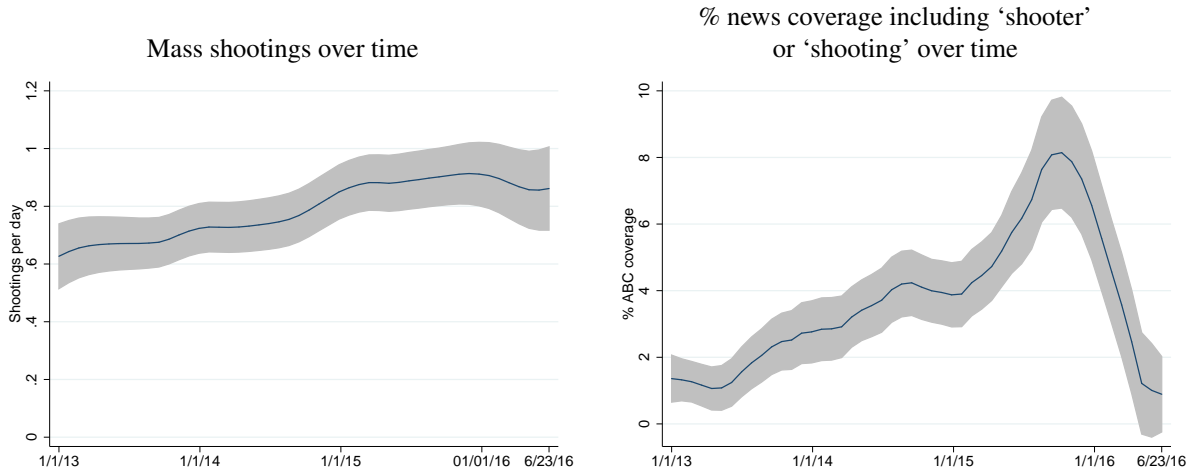 Mass shootings over time
Shootings per day
1.2
1
.8
.6
.4
.2
0
1/1/13 1/1/14 1/1/15 01/01/16 6/23/16
% news coverage including ‘shooter’
or ‘shooting’ over time
% ABC coverage
10
8
6
4
2
0
1/1/13 1/1/14 1/1/15 1/1/16 6/23/16